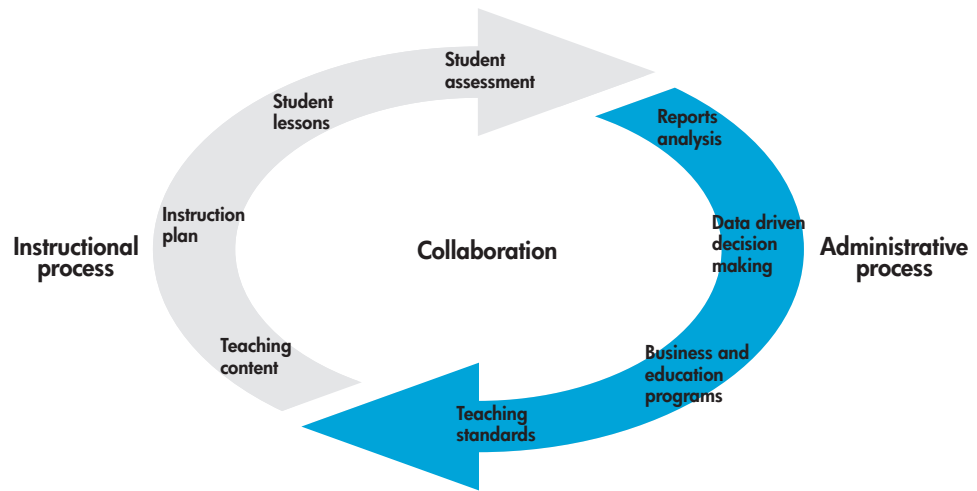 Student
assessment
Student
lessons
Reports
analysis
Instruction
plan
Instructional
process
Collaboration
Data driven
decision
making
Administrative
process
Teaching
content
Business and
education
programs
Teaching
standards